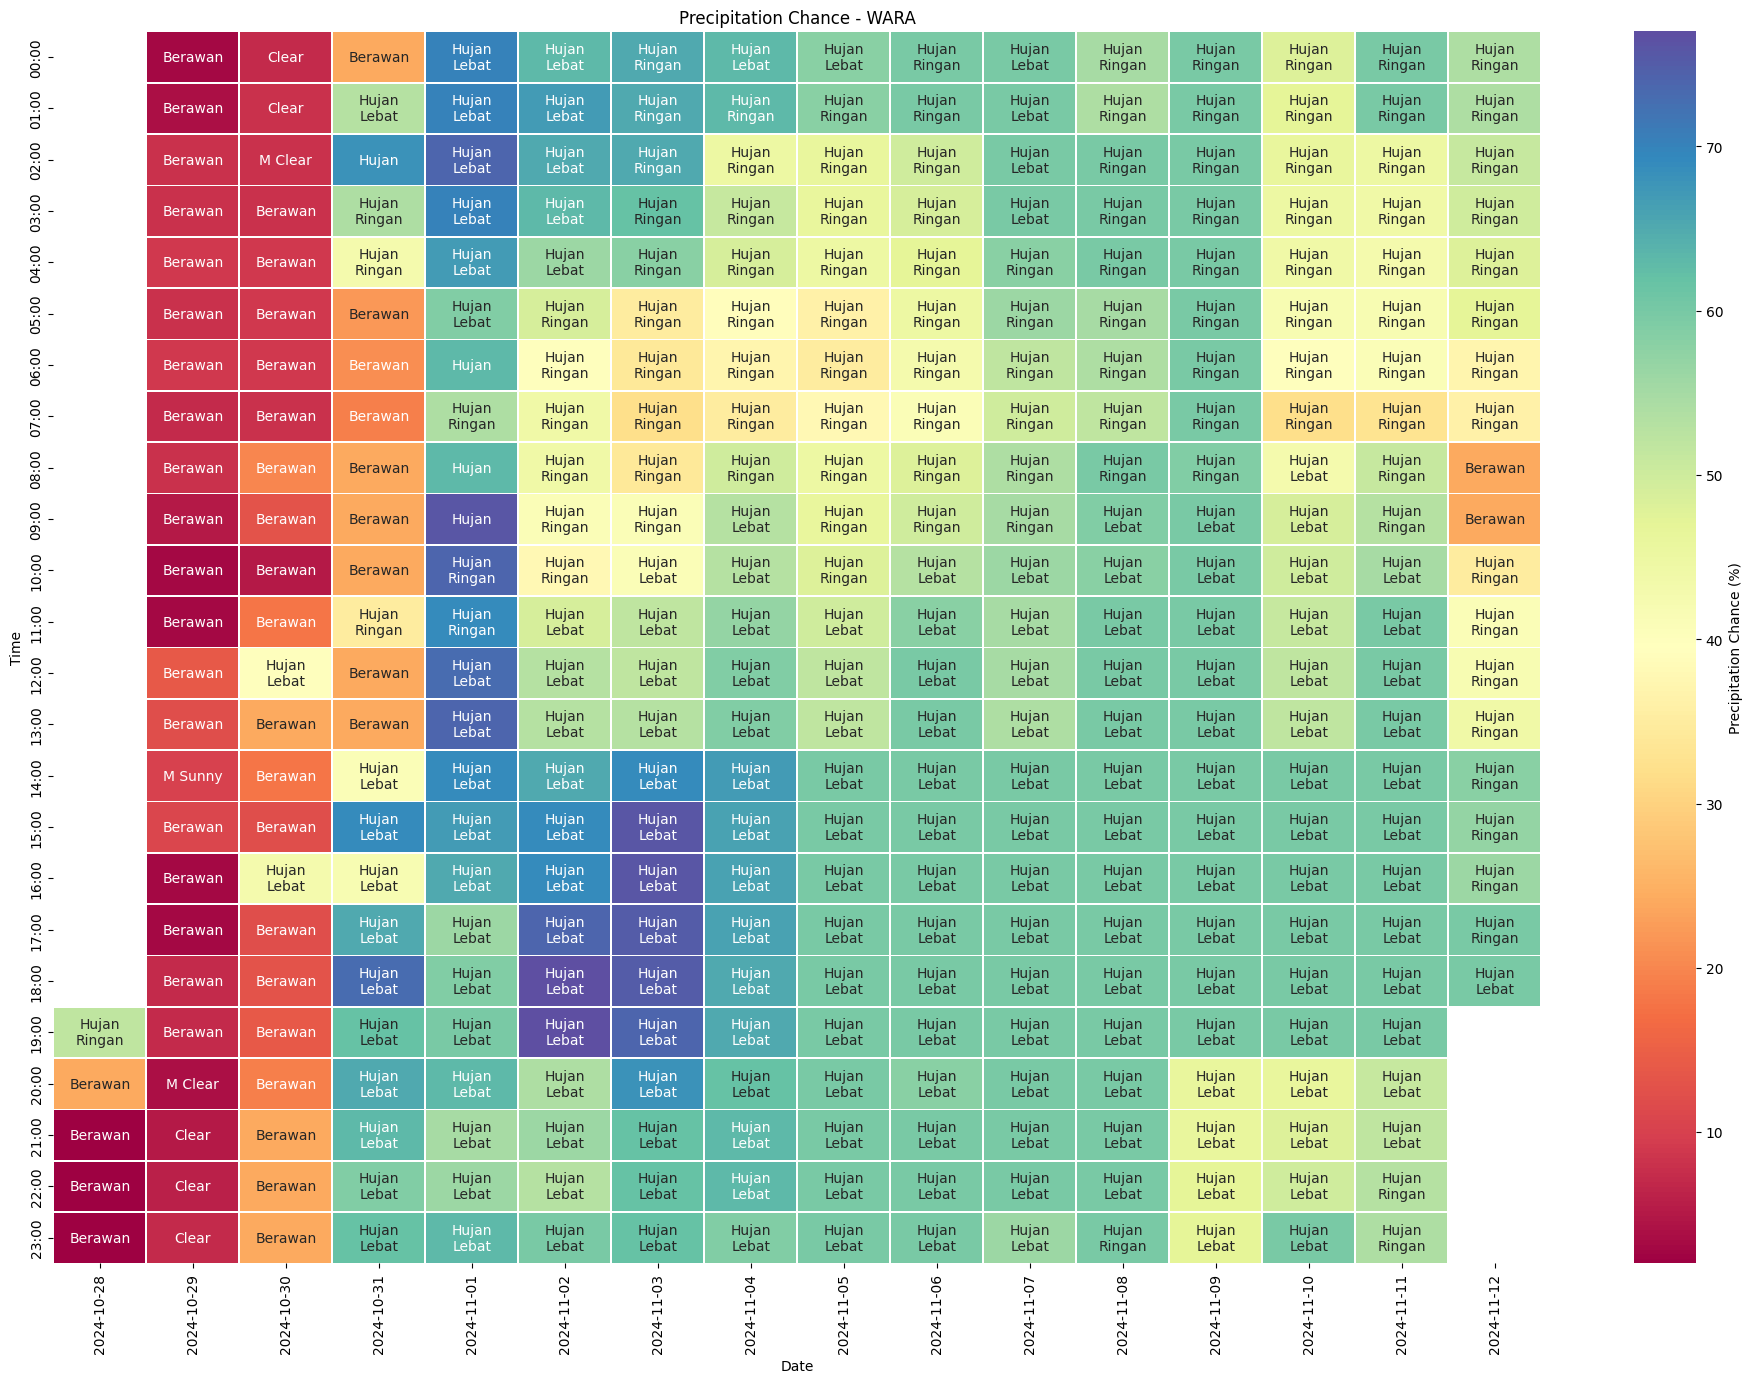 Precipitation Chance - WARA
00:00 Berawan Clear Berawan Hujan Lebat Hujan Lebat Hujan Ringan Hujan Lebat Hujan Lebat Hujan Ringan Hujan Lebat Hujan Ringan Hujan Ringan Hujan Ringan Hujan Ringan Hujan Ringan
01:00 Berawan Clear Hujan Lebat Hujan Lebat Hujan Lebat Hujan Ringan Hujan Ringan Hujan Ringan Hujan Ringan Hujan Lebat Hujan Ringan Hujan Ringan Hujan Ringan Hujan Ringan Hujan Ringan
02:00 Berawan M Clear Hujan Hujan Lebat Hujan Lebat Hujan Ringan Hujan Ringan Hujan Ringan Hujan Ringan Hujan Lebat Hujan Ringan Hujan Ringan Hujan Ringan Hujan Ringan Hujan Ringan
03:00 Berawan Berawan Hujan Ringan Hujan Lebat Hujan Lebat Hujan Ringan Hujan Ringan Hujan Ringan Hujan Ringan Hujan Lebat Hujan Ringan Hujan Ringan Hujan Ringan Hujan Ringan Hujan Ringan
04:00 Berawan Berawan Hujan Ringan Hujan Lebat Hujan Lebat Hujan Ringan Hujan Ringan Hujan Ringan Hujan Ringan Hujan Ringan Hujan Ringan Hujan Ringan Hujan Ringan Hujan Ringan Hujan Ringan
05:00 Berawan Berawan Berawan Hujan Lebat Hujan Ringan Hujan Ringan Hujan Ringan Hujan Ringan Hujan Ringan Hujan Ringan Hujan Ringan Hujan Ringan Hujan Ringan Hujan Ringan Hujan Ringan
06:00 Berawan Berawan Berawan Hujan Hujan Ringan Hujan Ringan Hujan Ringan Hujan Ringan Hujan Ringan Hujan Ringan Hujan Ringan Hujan Ringan Hujan Ringan Hujan Ringan Hujan Ringan
07:00 Berawan Berawan Berawan Hujan Ringan Hujan Ringan Hujan Ringan Hujan Ringan Hujan Ringan Hujan Ringan Hujan Ringan Hujan Ringan Hujan Ringan Hujan Ringan Hujan Ringan Hujan Ringan
08:00 Berawan Berawan Berawan Hujan Hujan Ringan Hujan Ringan Hujan Ringan Hujan Ringan Hujan Ringan Hujan Ringan Hujan Ringan Hujan Ringan Hujan Lebat Hujan Ringan Berawan
09:00 Berawan Berawan Berawan Hujan Hujan Ringan Hujan Ringan Hujan Lebat Hujan Ringan Hujan Ringan Hujan Ringan Hujan Lebat Hujan Lebat Hujan Lebat Hujan Ringan Berawan
10:00 Berawan Berawan Berawan Hujan Ringan Hujan Ringan Hujan Lebat Hujan Lebat Hujan Ringan Hujan Lebat Hujan Lebat Hujan Lebat Hujan Lebat Hujan Lebat Hujan Lebat Hujan Ringan
11:00 Berawan Berawan Hujan Ringan Hujan Ringan Hujan Lebat Hujan Lebat Hujan Lebat Hujan Lebat Hujan Lebat Hujan Lebat Hujan Lebat Hujan Lebat Hujan Lebat Hujan Lebat Hujan Ringan
12:00 Berawan Hujan Lebat Berawan Hujan Lebat Hujan Lebat Hujan Lebat Hujan Lebat Hujan Lebat Hujan Lebat Hujan Lebat Hujan Lebat Hujan Lebat Hujan Lebat Hujan Lebat Hujan Ringan
13:00 Berawan Berawan Berawan Hujan Lebat Hujan Lebat Hujan Lebat Hujan Lebat Hujan Lebat Hujan Lebat Hujan Lebat Hujan Lebat Hujan Lebat Hujan Lebat Hujan Lebat Hujan Ringan
14:00 M Sunny Berawan Hujan Lebat Hujan Lebat Hujan Lebat Hujan Lebat Hujan Lebat Hujan Lebat Hujan Lebat Hujan Lebat Hujan Lebat Hujan Lebat Hujan Lebat Hujan Lebat Hujan Ringan
15:00 Berawan Berawan Hujan Lebat Hujan Lebat Hujan Lebat Hujan Lebat Hujan Lebat Hujan Lebat Hujan Lebat Hujan Lebat Hujan Lebat Hujan Lebat Hujan Lebat Hujan Lebat Hujan Ringan
16:00 Berawan Hujan Lebat Hujan Lebat Hujan Lebat Hujan Lebat Hujan Lebat Hujan Lebat Hujan Lebat Hujan Lebat Hujan Lebat Hujan Lebat Hujan Lebat Hujan Lebat Hujan Lebat Hujan Ringan
17:00 Berawan Berawan Hujan Lebat Hujan Lebat Hujan Lebat Hujan Lebat Hujan Lebat Hujan Lebat Hujan Lebat Hujan Lebat Hujan Lebat Hujan Lebat Hujan Lebat Hujan Lebat Hujan Ringan
18:00 Berawan Berawan Hujan Lebat Hujan Lebat Hujan Lebat Hujan Lebat Hujan Lebat Hujan Lebat Hujan Lebat Hujan Lebat Hujan Lebat Hujan Lebat Hujan Lebat Hujan Lebat Hujan Lebat
19:00 Hujan Ringan Berawan Berawan Hujan Lebat Hujan Lebat Hujan Lebat Hujan Lebat Hujan Lebat Hujan Lebat Hujan Lebat Hujan Lebat Hujan Lebat Hujan Lebat Hujan Lebat Hujan Lebat
20:00 Berawan M Clear Berawan Hujan Lebat Hujan Lebat Hujan Lebat Hujan Lebat Hujan Lebat Hujan Lebat Hujan Lebat Hujan Lebat Hujan Lebat Hujan Lebat Hujan Lebat Hujan Lebat
21:00 Berawan Clear Berawan Hujan Lebat Hujan Lebat Hujan Lebat Hujan Lebat Hujan Lebat Hujan Lebat Hujan Lebat Hujan Lebat Hujan Lebat Hujan Lebat Hujan Lebat Hujan Lebat
22:00 Berawan Clear Berawan Hujan Lebat Hujan Lebat Hujan Lebat Hujan Lebat Hujan Lebat Hujan Lebat Hujan Lebat Hujan Lebat Hujan Lebat Hujan Lebat Hujan Lebat Hujan Ringan
23:00 Berawan Clear Berawan Hujan Lebat Hujan Lebat Hujan Lebat Hujan Lebat Hujan Lebat Hujan Lebat Hujan Lebat Hujan Lebat Hujan Ringan Hujan Lebat Hujan Lebat Hujan Ringan
Time
2024-10-28 2024-10-29 2024-10-30 2024-10-31 2024-11-01 2024-11-02 2024-11-03 2024-11-04 2024-11-05 2024-11-06 2024-11-07 2024-11-08 2024-11-09 2024-11-10 2024-11-11 2024-11-12
Date
70
60
50
40
30
20
10
Precipitation Chance (%)